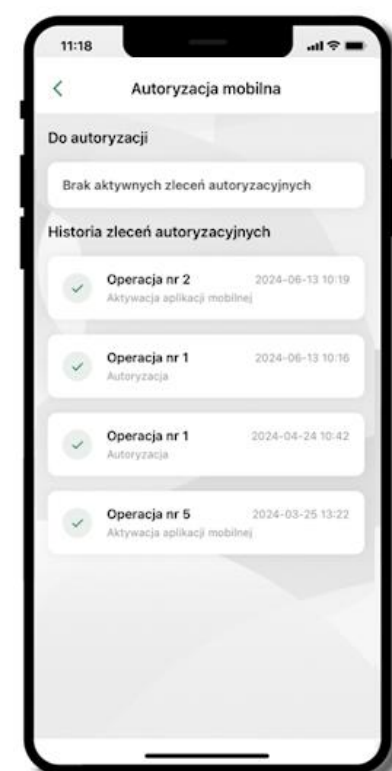 11:18
Autoryzacja mobilna
Do autoryzacji
Brak aktywnych zleceń autoryzacyjnych
Historia zleceń autoryzacyjnych
Operacja nr 2 2024-06-13 10:19
Aktywacja aplikacji mobilnej
Operacja nr 1 2024-06-13 10:16
Autoryzacja
Operacja nr 1 2024-04-24 10:42
Autoryzacja
Operacja nr 5 2024-03-25 13:22
Aktywacja aplikacji mobilnej